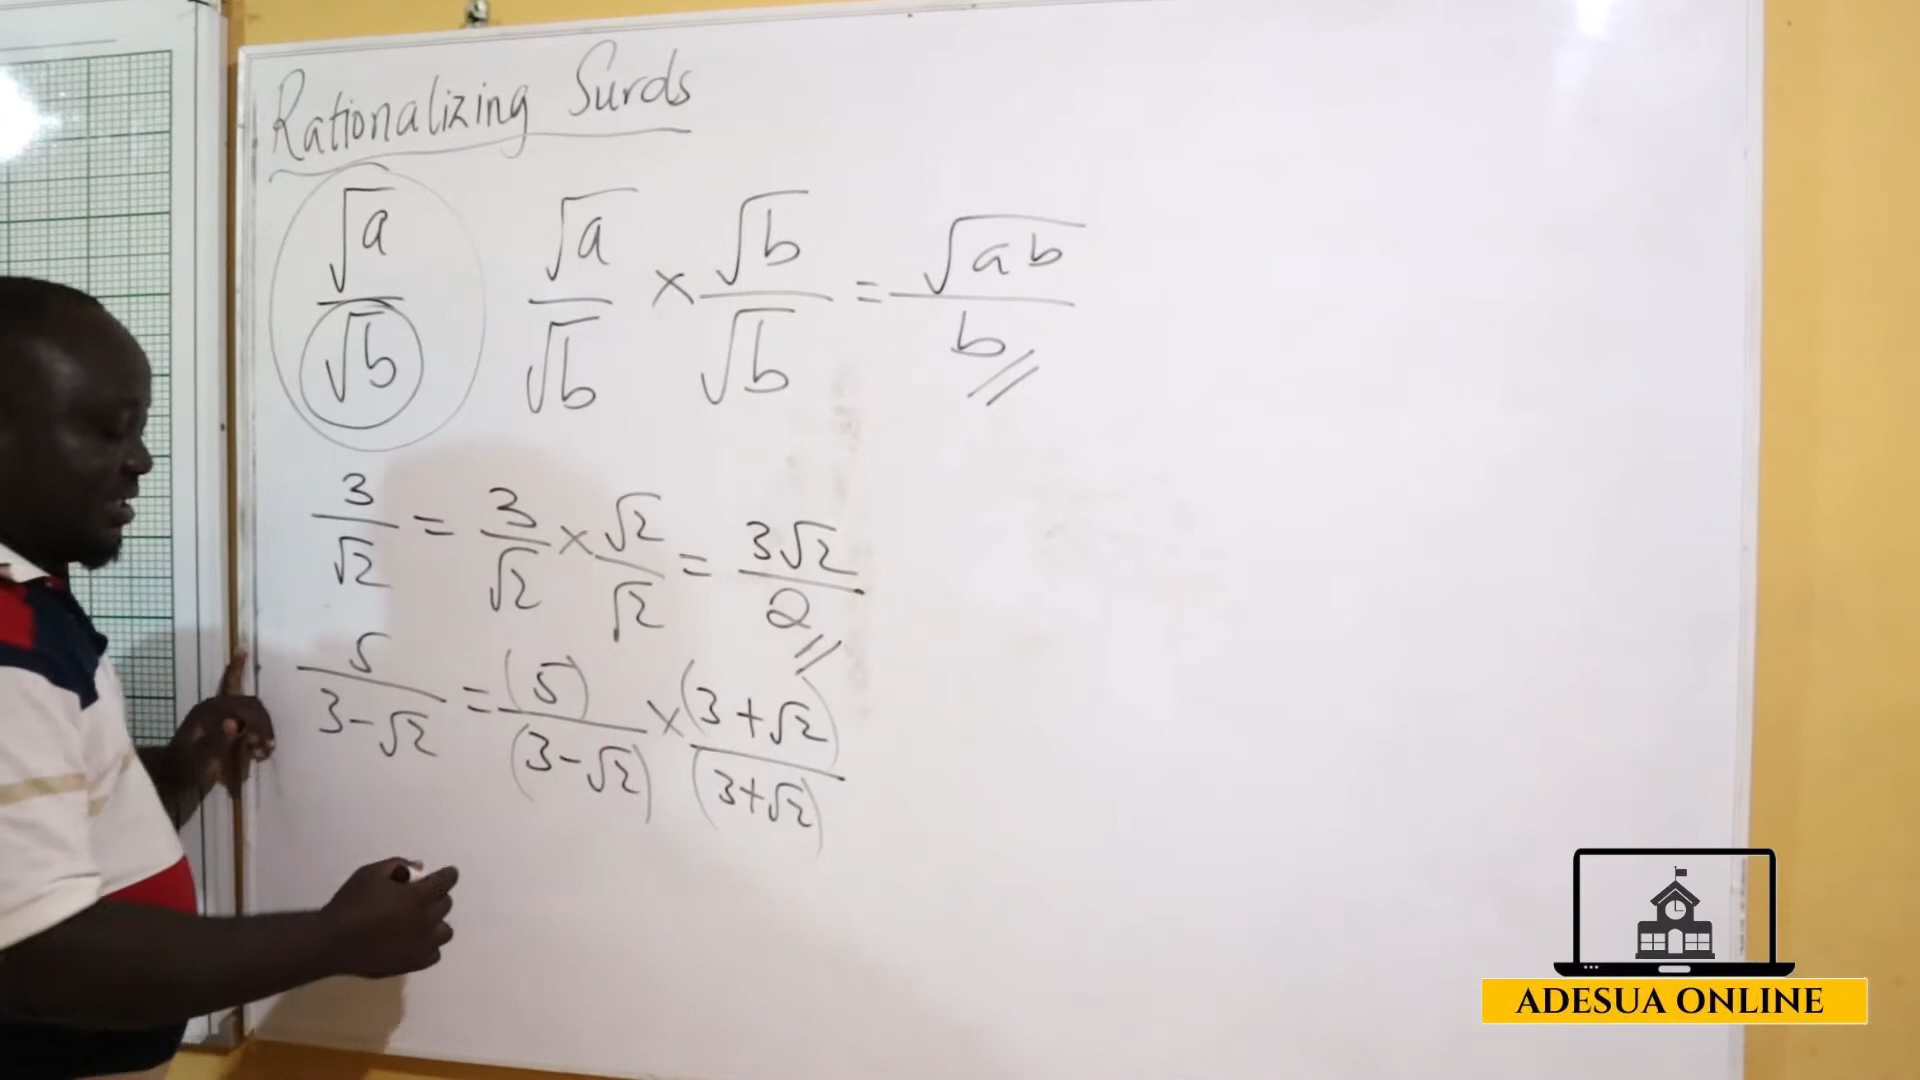 Rationalizing Surds
√a/√b √a/√b × √b/√b = √ab/b
3/√2 = 3/√2 × √2/√2 = 3√2/2
5/3-√2 = (5)/(3-√2) × (3+√2)/(3+√2)
ADESUA ONLINE